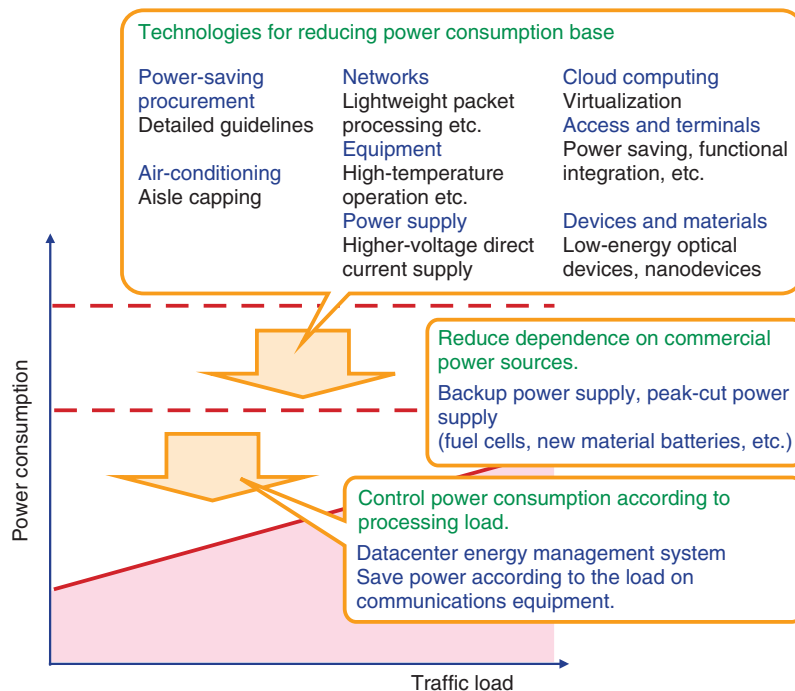 Technologies for reducing power consumption base
Power-saving
procurement
Detailed guidelines
Air-conditioning
Aisle capping
Networks
Lightweight packet
processing etc.
Equipment
High-temperature
operation etc.
Power supply
Higher-voltage direct
current supply
Cloud computing
Virtualization
Access and terminals
Power saving, functional
integration, etc.
Devices and materials
Low-energy optical
devices, nanodevices
Reduce dependence on commercial
power sources.
Backup power supply, peak-cut power
supply
(fuel cells, new material batteries, etc.)
Control power consumption according to
processing load.
Datacenter energy management system
Save power according to the load on
communications equipment.
Power consumption
Traffic load